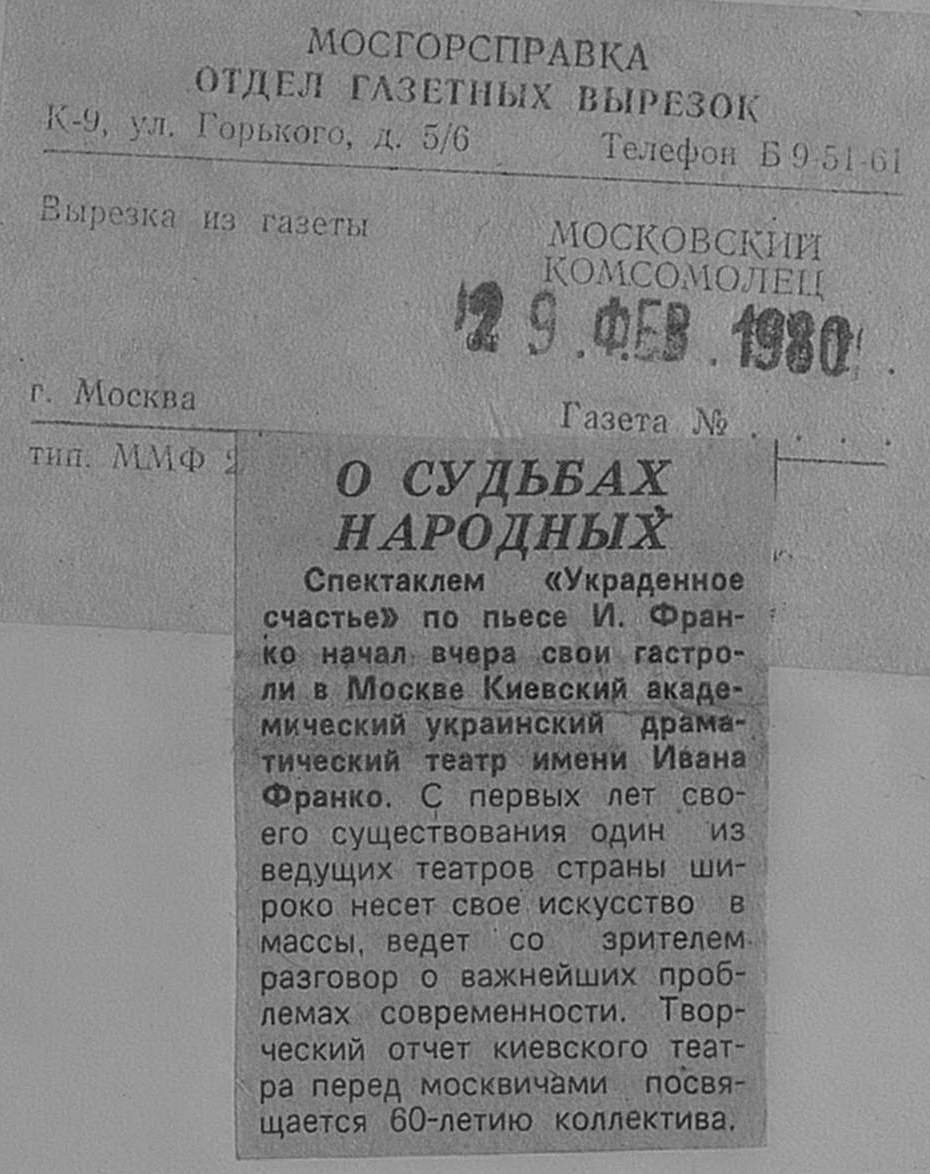 МОСГОРСПРАВКА
ОТДЕЛ ГАЗЕТНЫХ ВЫРЕЗОК
К-9, ул. Горького, д. 5/6 Телефон Б 9-51-61
Вырезка из газеты
МОСКОВСКИЙ
КОМСОМОЛЕЦ
29 . ФЕВ . 1980 .
г. Москва Газета № . . . .
тип. ММФ
О СУДЬБАХ
НАРОДНЫХ
Спектаклем «Украденное
счастье» по пьесе И. Фран-
ко начал вчера свои гастро-
ли в Москве Киевский акаде-
мический украинский драма-
тический театр имени Ивана
Франко. С первых лет сво-
его существования один из
ведущих театров страны ши-
роко несет свое искусство в
массы, ведет со зрителем
разговор о важнейших проб-
лемах современности. Твор-
ческий отчет киевского теат-
ра перед москвичами посвя-
щается 60-летию коллектива.